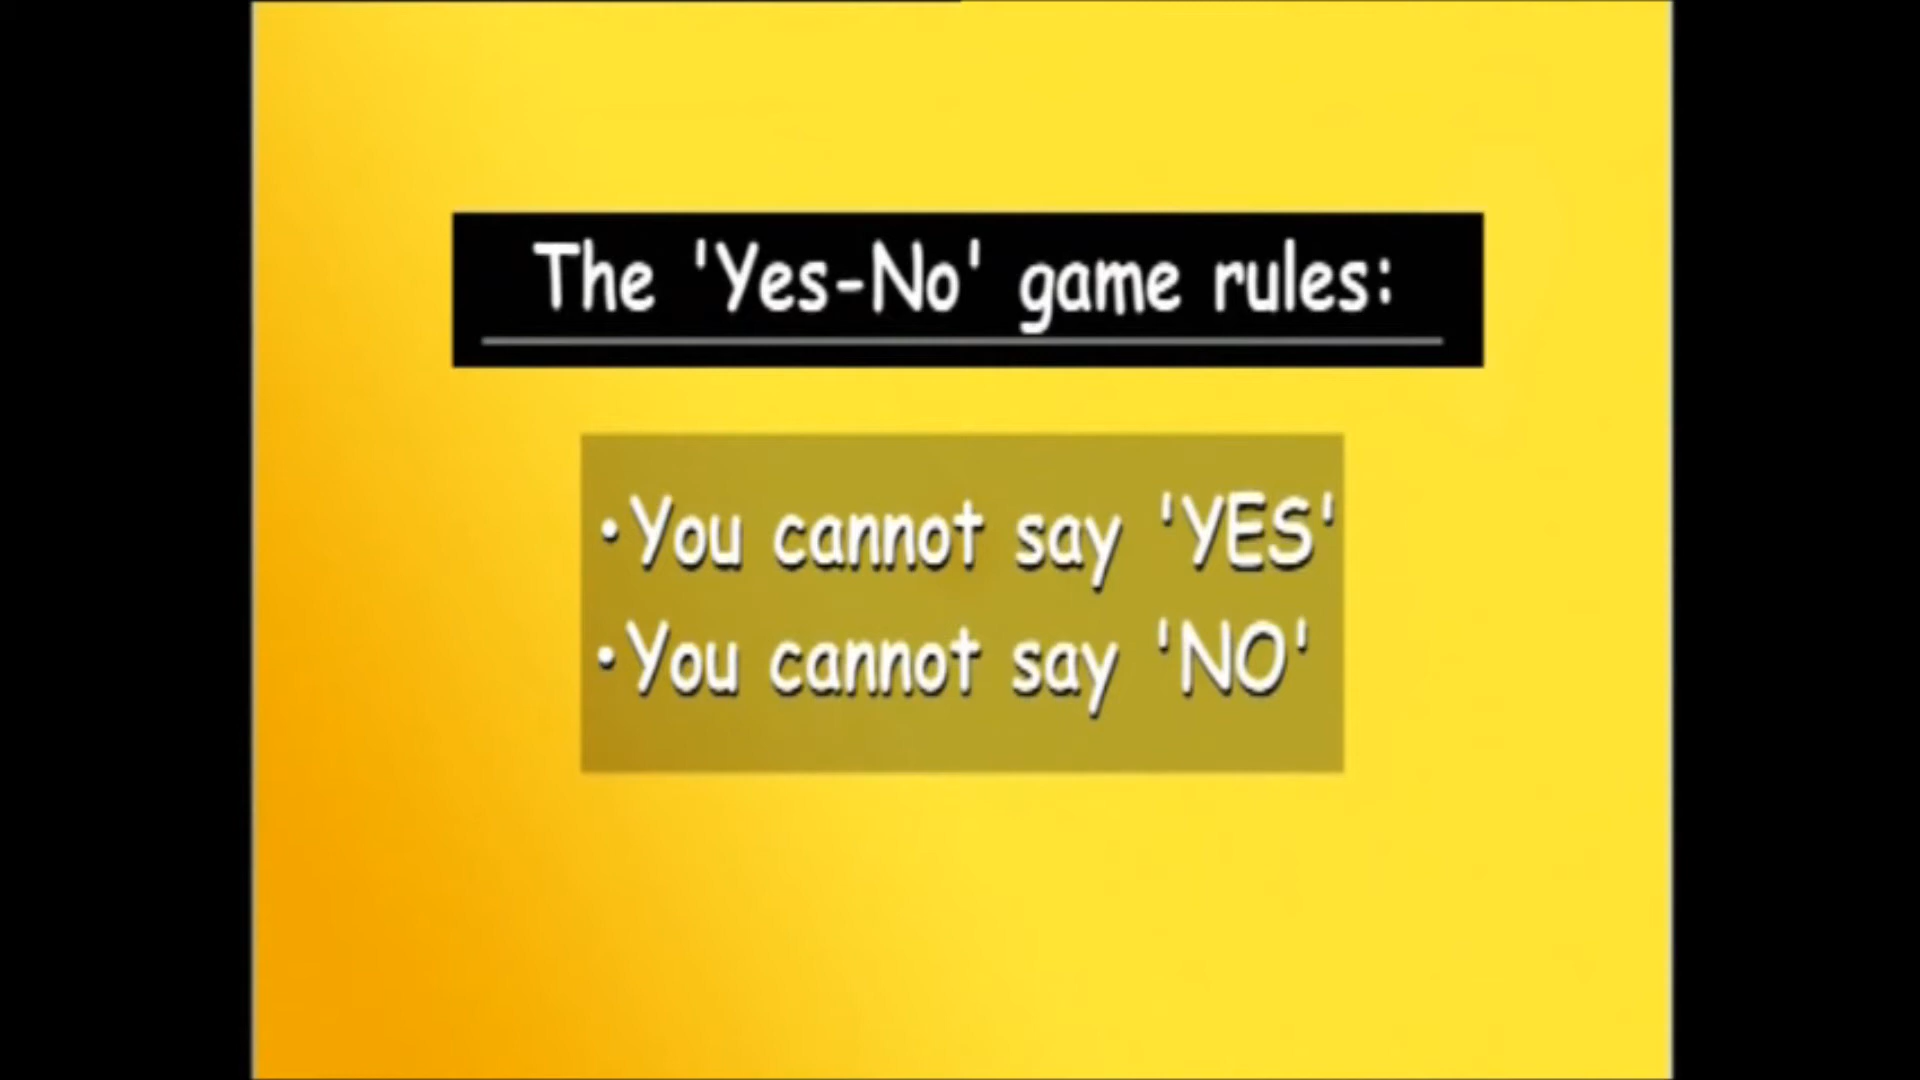 The 'Yes-No' game rules:
•You cannot say 'YES'
•You cannot say 'NO'